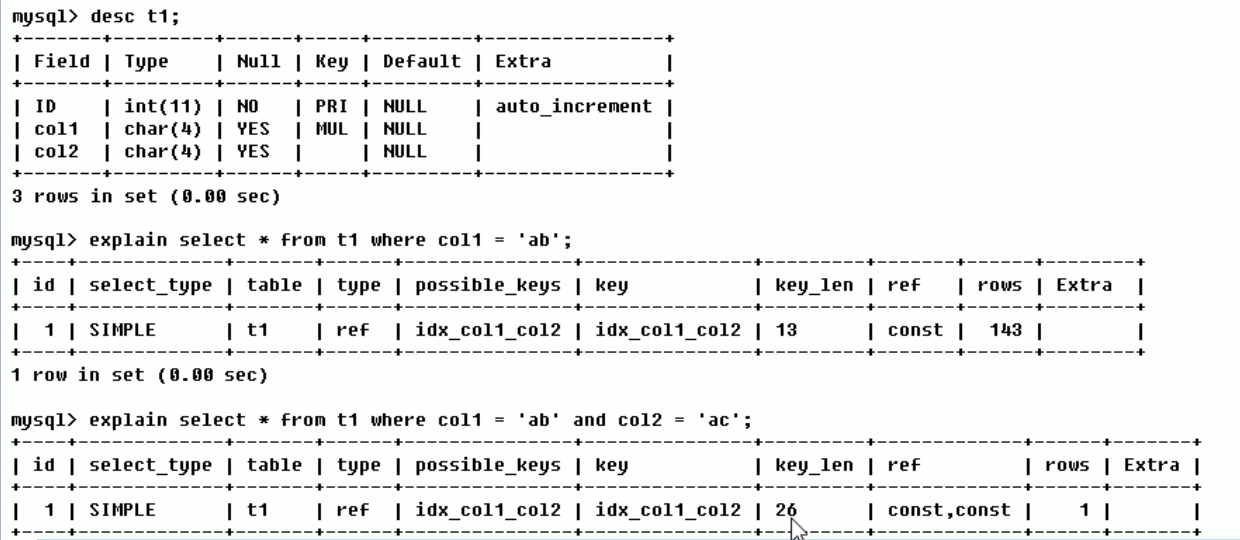 mysql> desc t1;
+-------+---------+------+-----+---------+----------------+
| Field | Type    | Null | Key | Default | Extra          |
+-------+---------+------+-----+---------+----------------+
| ID    | int(11) | NO   | PRI | NULL    | auto_increment |
| col1  | char(4) | YES  | MUL | NULL    |                |
| col2  | char(4) | YES  |     | NULL    |                |
+-------+---------+------+-----+---------+----------------+
3 rows in set (0.00 sec)
mysql> explain select * from t1 where col1 = 'ab';
+----+-------------+-------+------+---------------+---------------+---------+-------+------+-------+
| id | select_type | table | type | possible_keys | key           | key_len | ref   | rows | Extra |
+----+-------------+-------+------+---------------+---------------+---------+-------+------+-------+
|  1 | SIMPLE      | t1    | ref  | idx_col1_col2 | idx_col1_col2 | 13      | const |  143 |       |
+----+-------------+-------+------+---------------+---------------+---------+-------+------+-------+
1 row in set (0.00 sec)
mysql> explain select * from t1 where col1 = 'ab' and col2 = 'ac';
+----+-------------+-------+------+---------------+---------------+---------+-------------+------+-------+
| id | select_type | table | type | possible_keys | key           | key_len | ref         | rows | Extra |
+----+-------------+-------+------+---------------+---------------+---------+-------------+------+-------+
|  1 | SIMPLE      | t1    | ref  | idx_col1_col2 | idx_col1_col2 | 26      | const,const |    1 |       |
+----+-------------+-------+------+---------------+---------------+---------+-------------+------+-------+